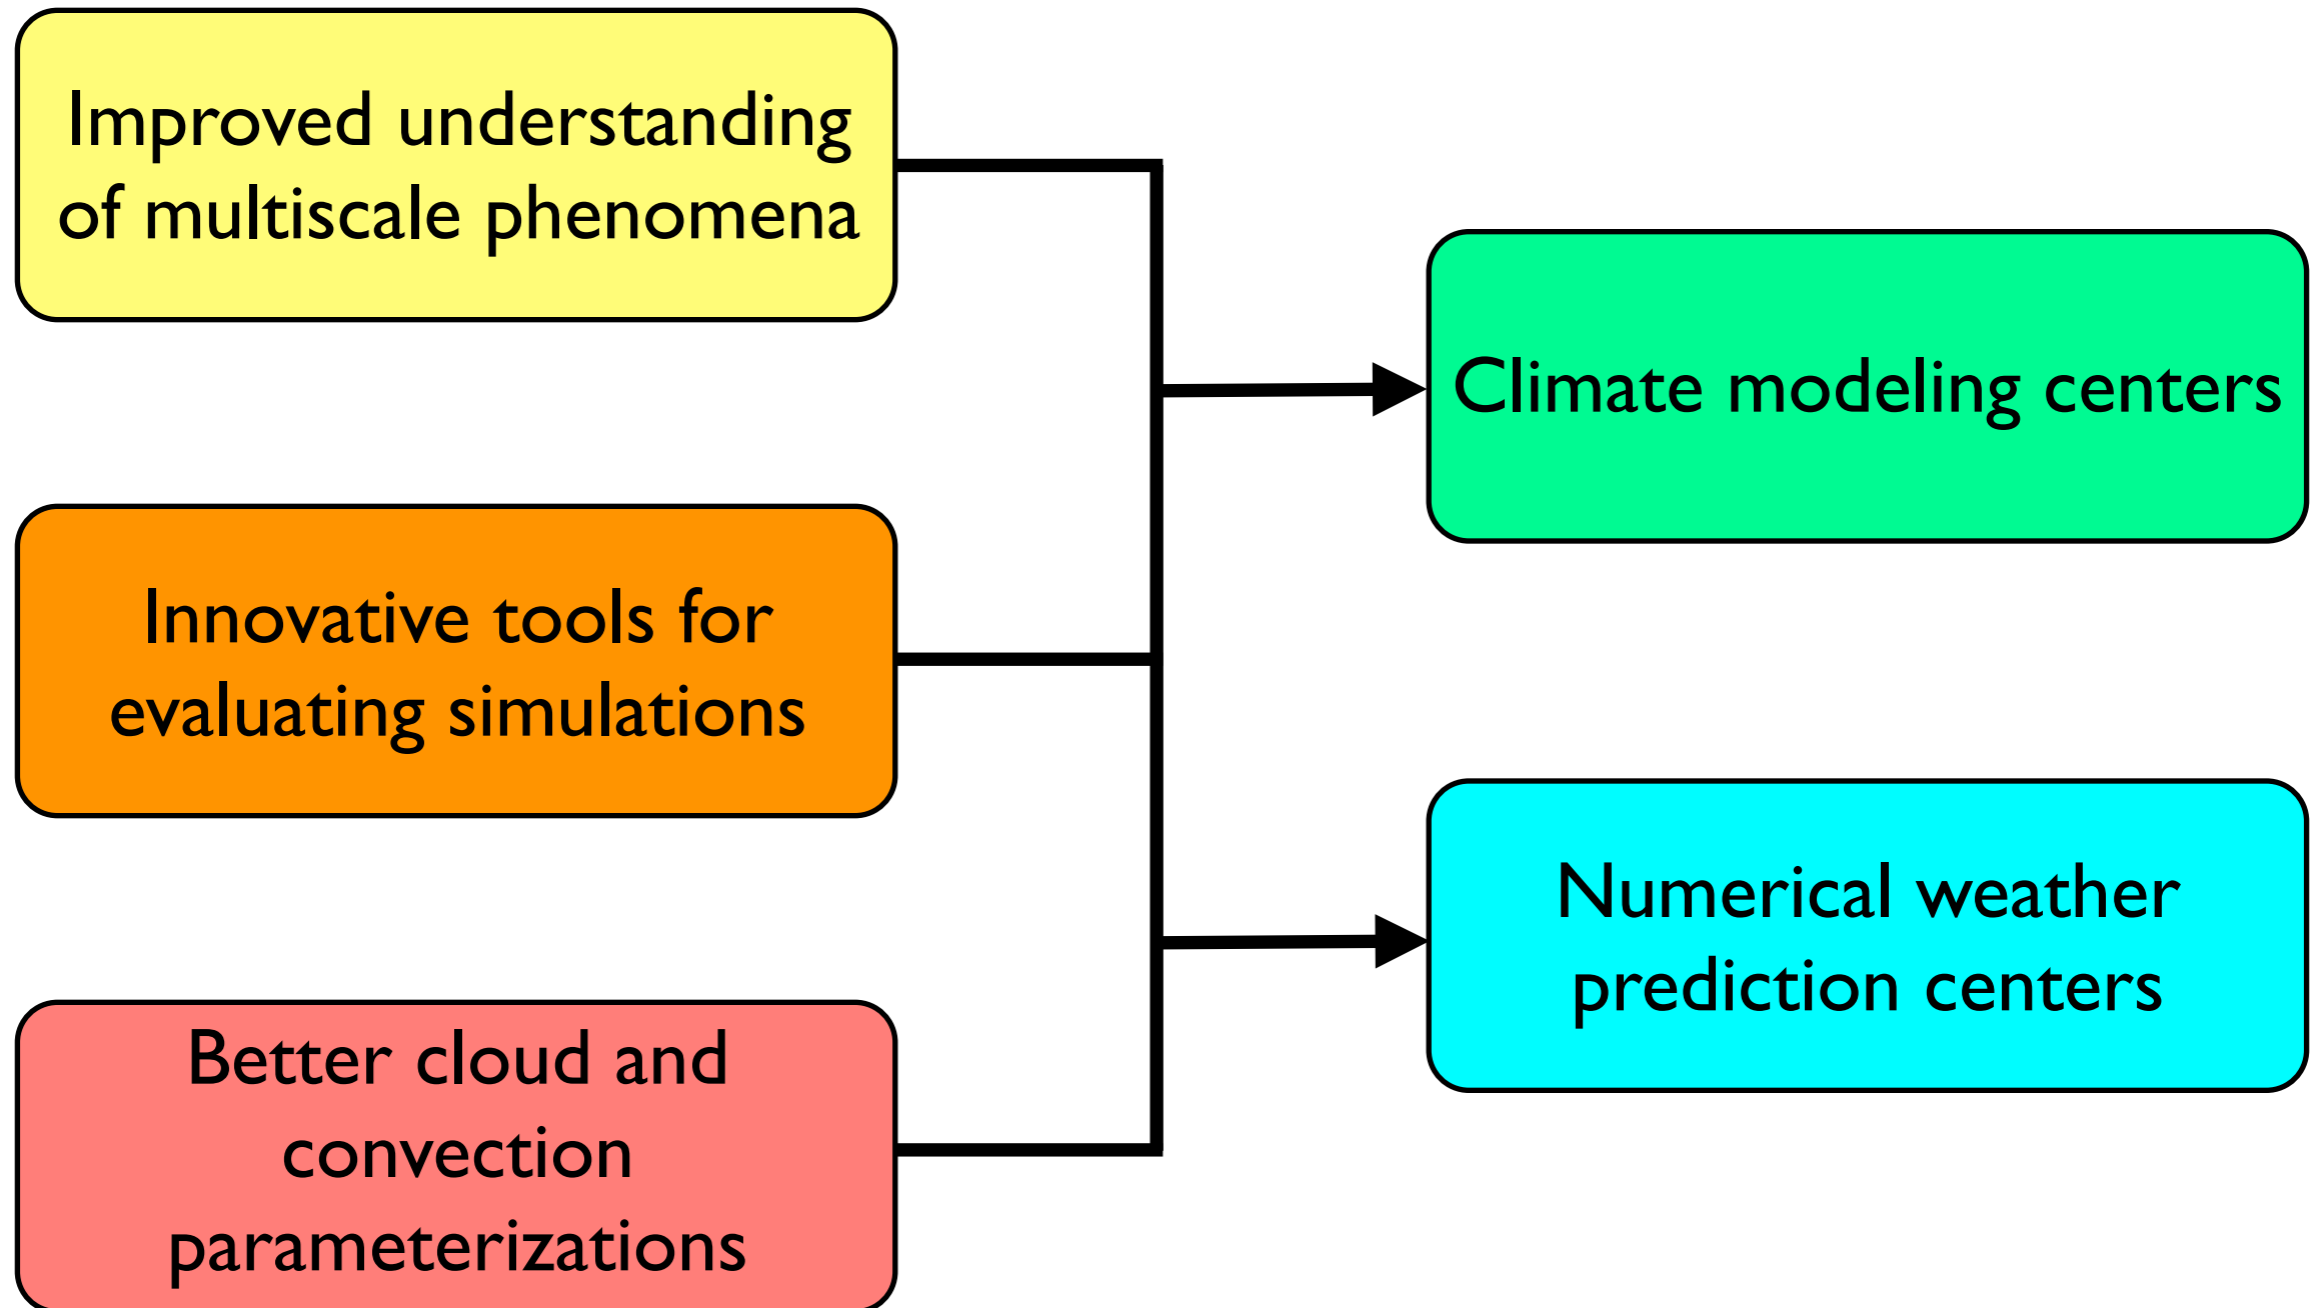 Improved understanding
of multiscale phenomena
Innovative tools for
evaluating simulations
Better cloud and
convection
parameterizations
Climate modeling centers
Numerical weather
prediction centers